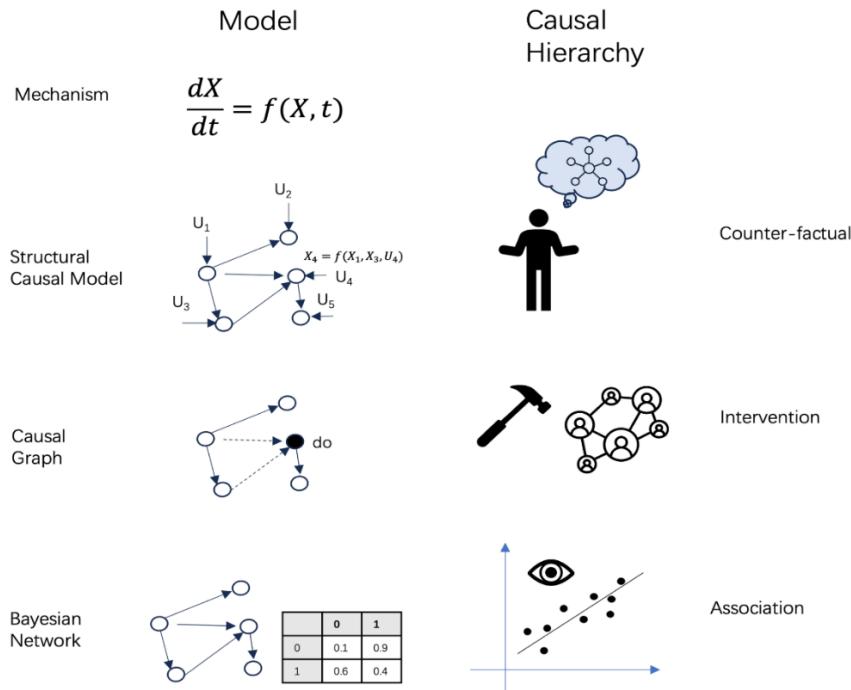 Model
Causal
Hierarchy
Mechanism
dX/dt = f(X, t)
U₂
U₁
X₄ = f(X₁, X₃, U₄)
Structural
Causal Model
U₄
U₃
U₅
Counter-factual
Causal
Graph
do
Intervention
Bayesian
Network
0 1
0 0.1 0.9
1 0.6 0.4
Association